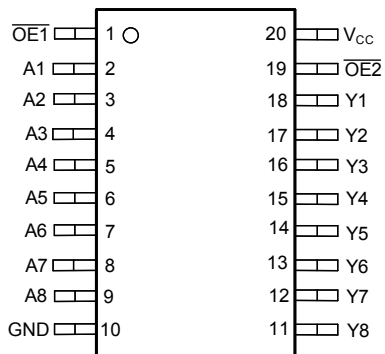 OE1 1 20 VCC
A1 2 19 OE2
A2 3 18 Y1
A3 4 17 Y2
A4 5 16 Y3
A5 6 15 Y4
A6 7 14 Y5
A7 8 13 Y6
A8 9 12 Y7
GND 10 11 Y8